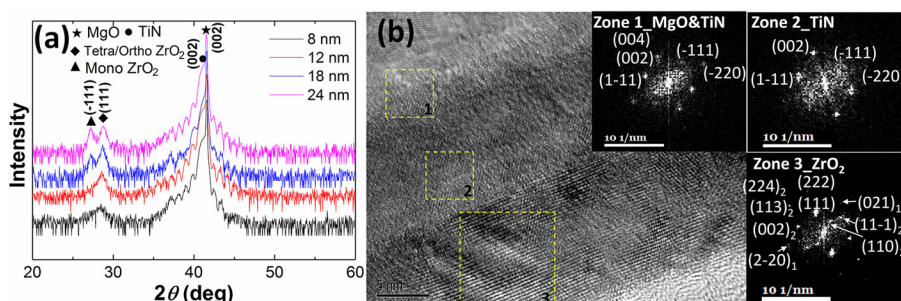 (a)
★ MgO ● TiN
◆ Tetra/Ortho ZrO₂
▲ Mono ZrO₂
(002)
(002)
(-111)
(111)
8 nm
12 nm
18 nm
24 nm
Intensity
20 30 40 50 60
2θ (deg)
(b)
1
2
3
Zone 1_MgO&TiN
(004)
(002)
(-111)
(1-11)
(-220)
10 1/nm
Zone 2_TiN
(002)
(-111)
(1-11)
(-220)
10 1/nm
Zone 3_ZrO₂
(222)
(224)₂
(111)
(021)₁
(113)₂
(11-1)₂
(002)₂
(110)
(2-20)₁
10 1/nm